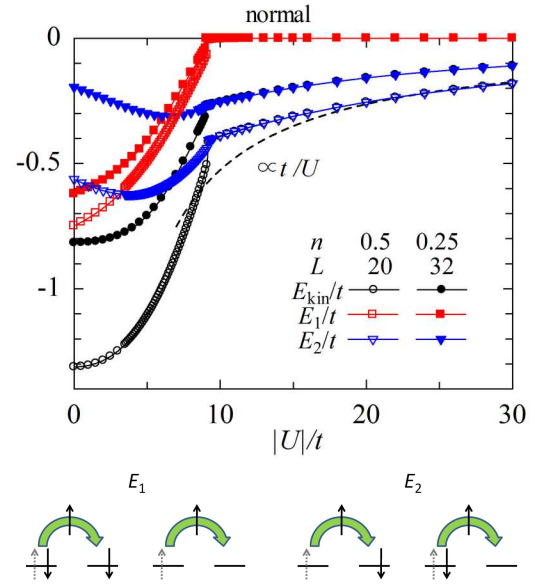 normal
0
-0.5
-1
∝ t /U
n 0.5 0.25
L 20 32
E_kin/t
E_1/t
E_2/t
0 10 20 30
|U|/t
E_1 E_2